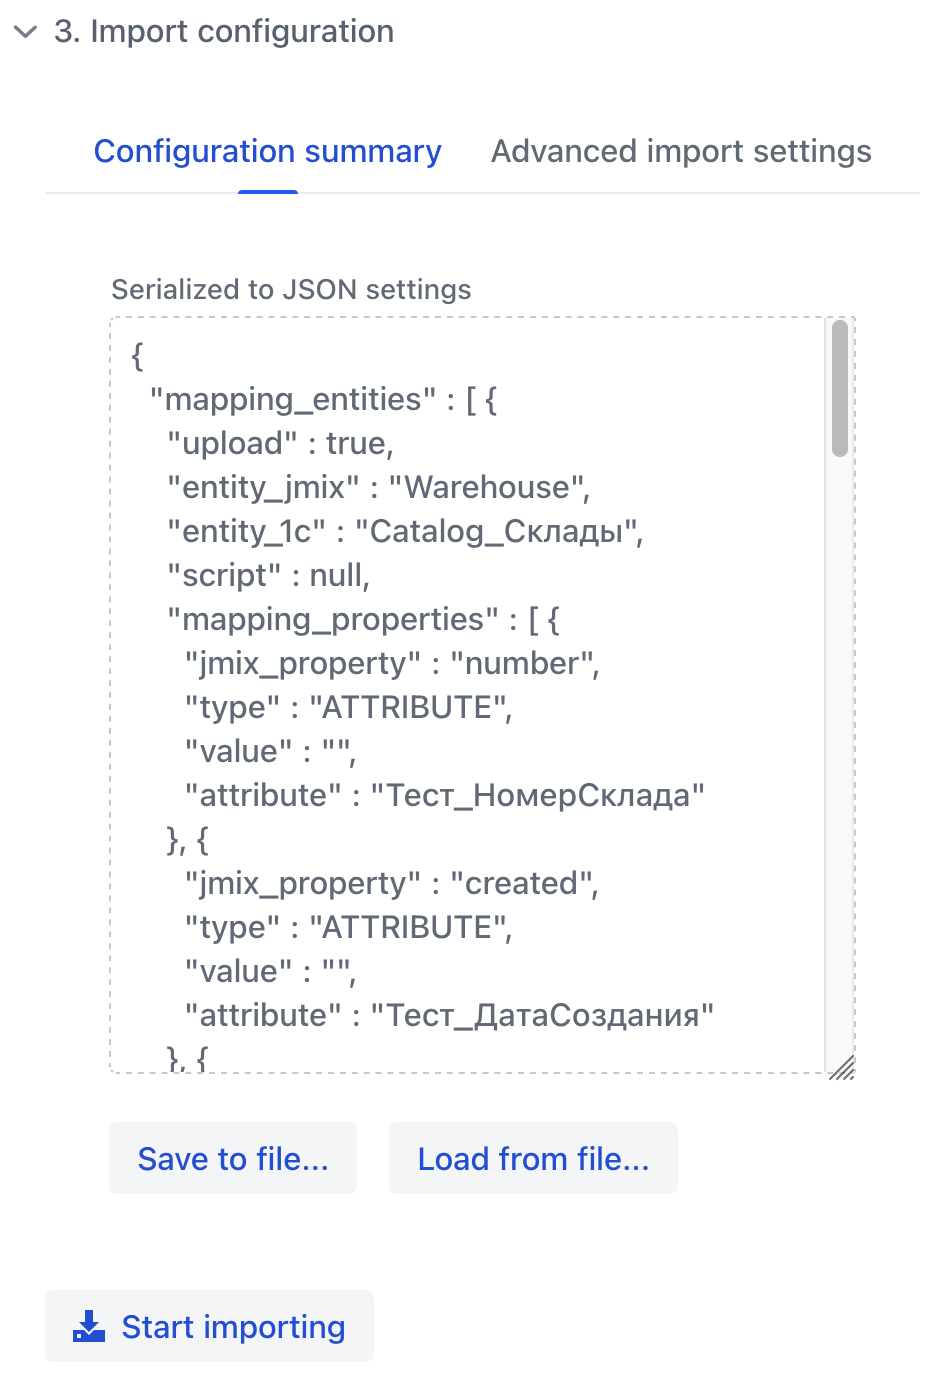 3. Import configuration
Configuration summary Advanced import settings
Serialized to JSON settings
{
"mapping_entities" : [ {
"upload" : true,
"entity_jmix" : "Warehouse",
"entity_1c" : "Catalog_Склады",
"script" : null,
"mapping_properties" : [ {
"jmix_property" : "number",
"type" : "ATTRIBUTE",
"value" : "",
"attribute" : "Тест_НомерСклада"
}, {
"jmix_property" : "created",
"type" : "ATTRIBUTE",
"value" : "",
"attribute" : "Тест_ДатаСоздания"
}, {
Save to file... Load from file...
Start importing